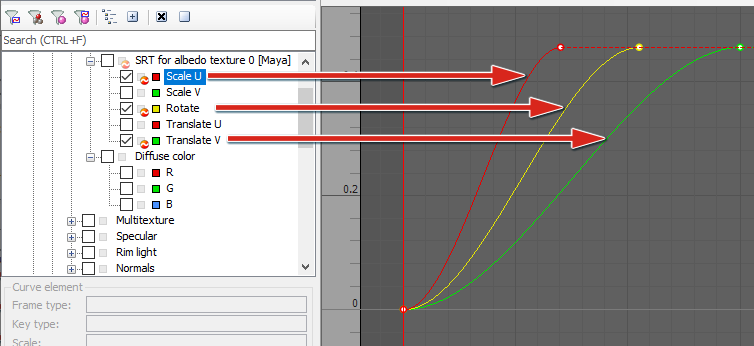 Search (CTRL+F)
SRT for albedo texture 0 [Maya]
Scale U
Scale V
Rotate
Translate U
Translate V
Diffuse color
R
G
B
Multitexture
Specular
Rim light
Normals
Curve element
Frame type:
Key type:
Scale:
0.2
0